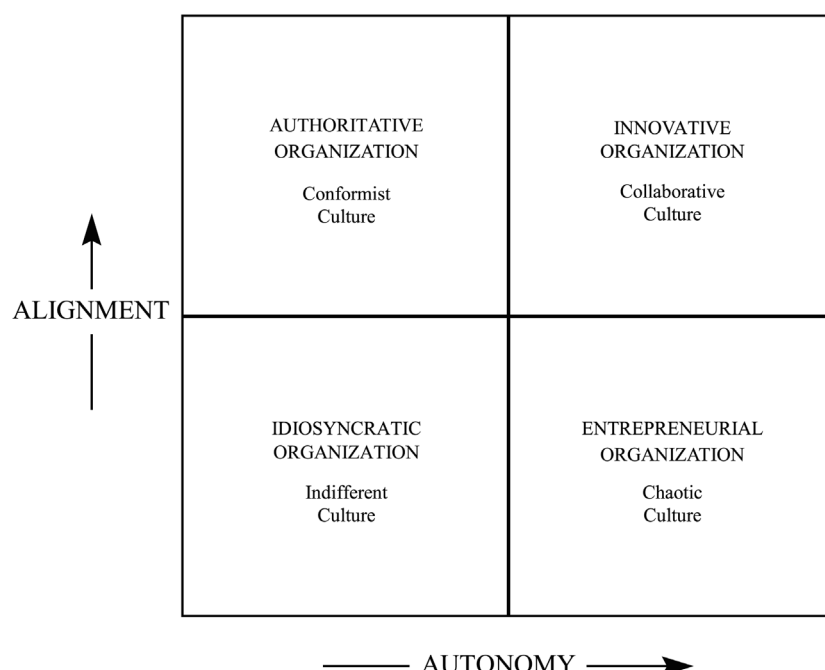 AUTHORITATIVE
ORGANIZATION
Conformist
Culture
INNOVATIVE
ORGANIZATION
Collaborative
Culture
ALIGNMENT
IDIOSYNCRATIC
ORGANIZATION
Indifferent
Culture
ENTREPRENEURIAL
ORGANIZATION
Chaotic
Culture
AUTONOMY